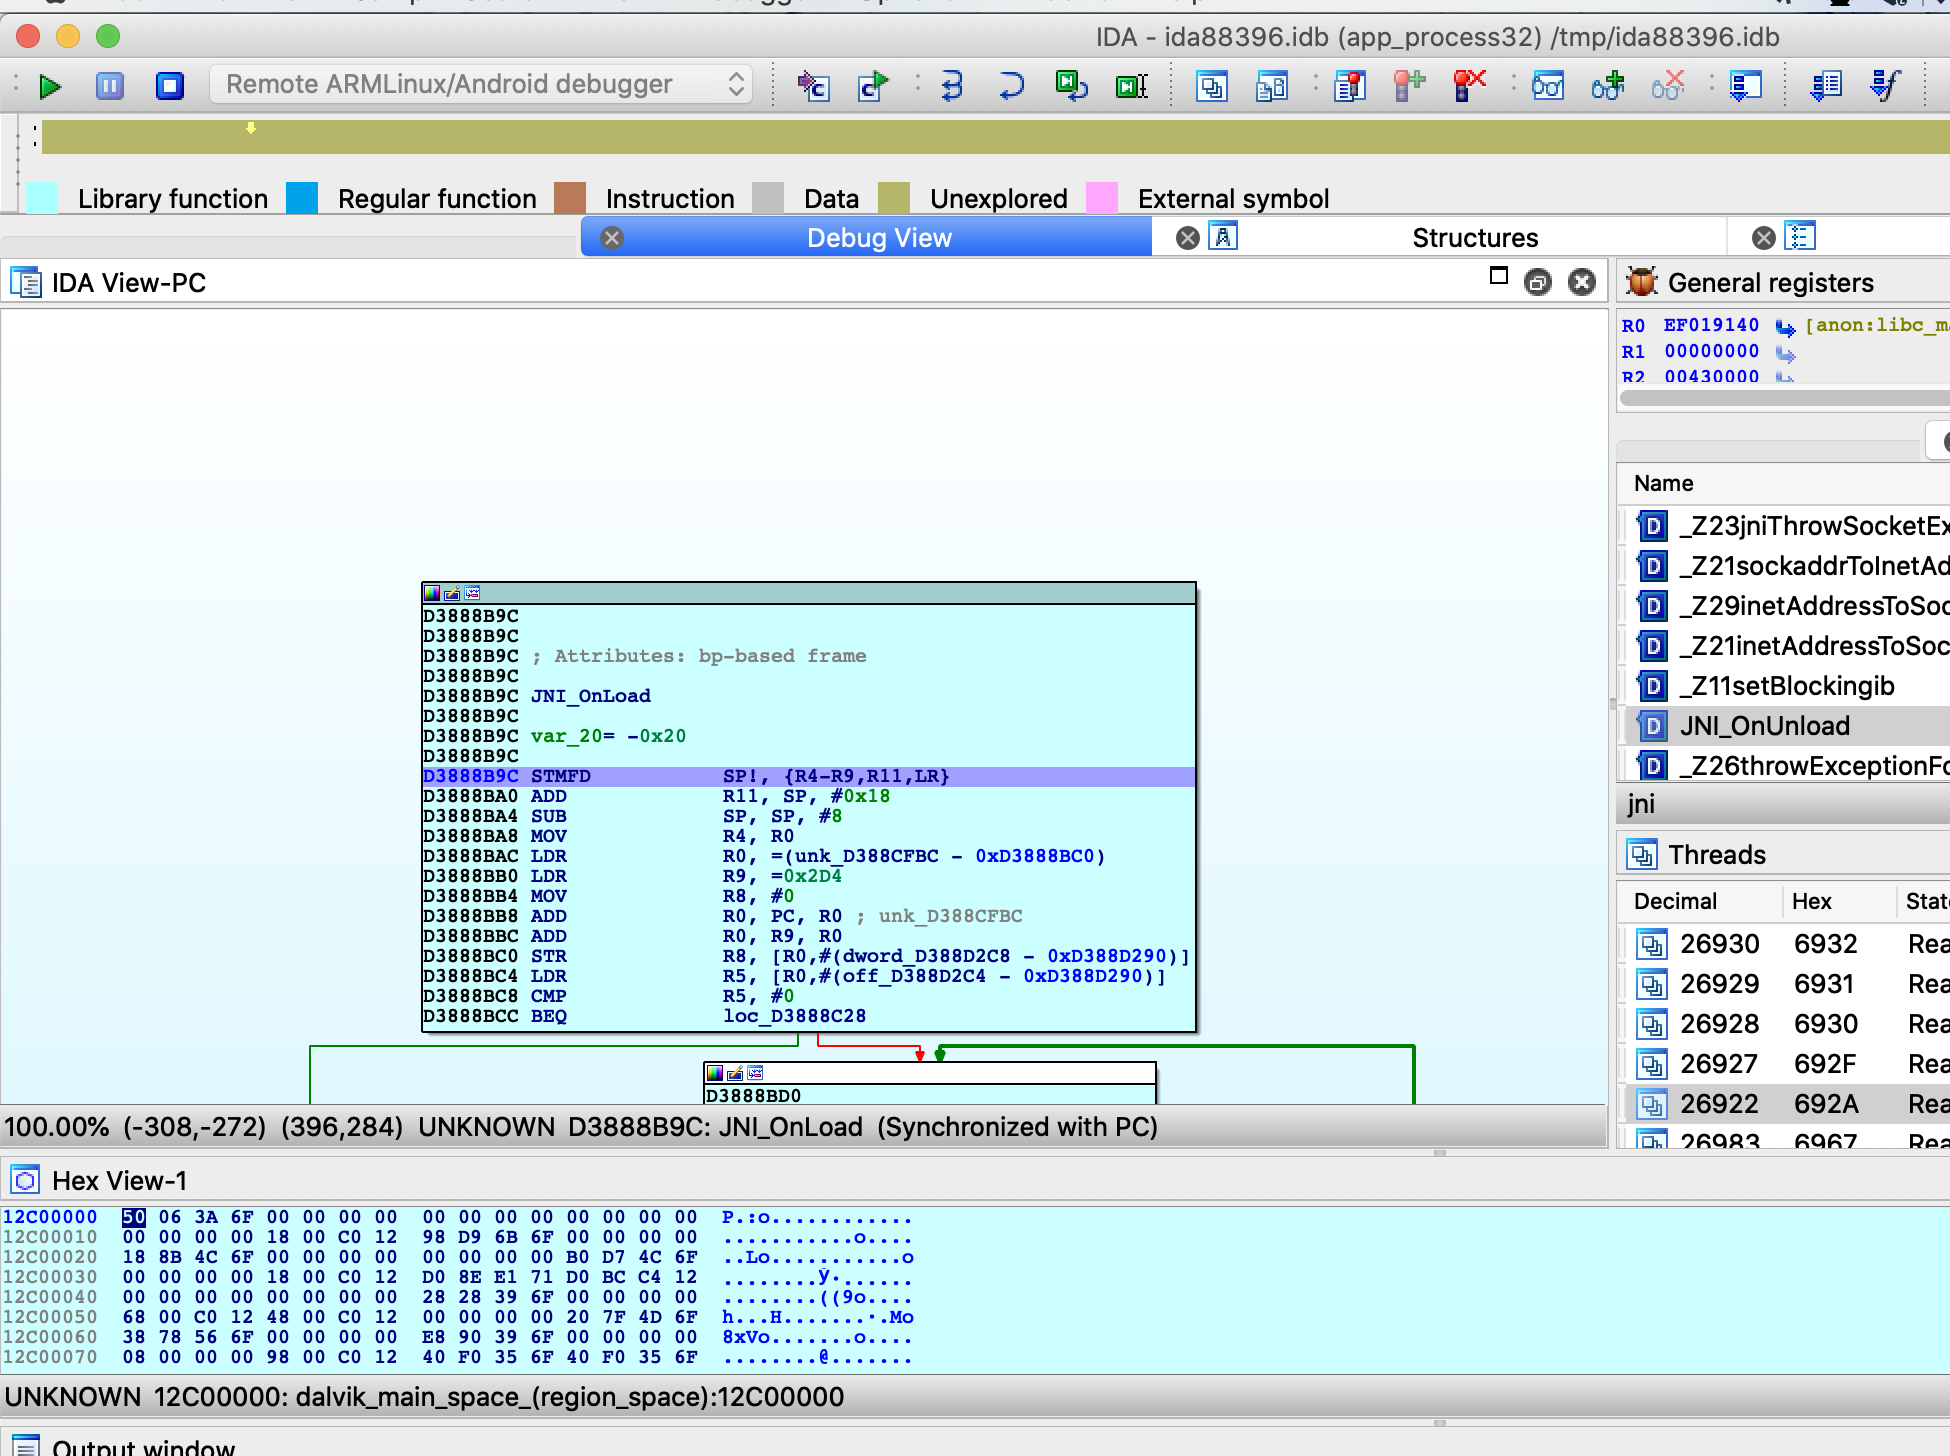 IDA - ida88396.idb (app_process32) /tmp/ida88396.idb
Remote ARMLinux/Android debugger
Library function Regular function Instruction Data Unexplored External symbol
Debug View Structures
IDA View-PC
D3888B9C
D3888B9C
D3888B9C ; Attributes: bp-based frame
D3888B9C
D3888B9C JNI_OnLoad
D3888B9C
D3888B9C var_20= -0x20
D3888B9C
D3888B9C STMFD SP!, {R4-R9,R11,LR}
D3888BA0 ADD R11, SP, #0x18
D3888BA4 SUB SP, SP, #8
D3888BA8 MOV R4, R0
D3888BAC LDR R0, =(unk_D388CFBC - 0xD3888BC0)
D3888BB0 LDR R9, =0x2D4
D3888BB4 MOV R8, #0
D3888BB8 ADD R0, PC, R0 ; unk_D388CFBC
D3888BBC ADD R0, R9, R0
D3888BC0 STR R8, [R0,#(dword_D388D2C8 - 0xD388D290)]
D3888BC4 LDR R5, [R0,#(off_D388D2C4 - 0xD388D290)]
D3888BC8 CMP R5, #0
D3888BCC BEQ loc_D3888C28
D3888BD0
100.00% (-308,-272) (396,284) UNKNOWN D3888B9C: JNI_OnLoad (Synchronized with PC)
General registers
R0 EF019140 [anon:libc_m
R1 00000000
R2 00430000
Name
_Z23jniThrowSocketEx
_Z21sockaddrToInetAd
_Z29inetAddressToSoc
_Z21inetAddressToSoc
_Z11setBlockingib
JNI_OnUnload
_Z26throwExceptionFo
jni
Threads
Decimal Hex State
26930 6932 Rea
26929 6931 Rea
26928 6930 Rea
26927 692F Rea
26922 692A Rea
26983 6967 Rea
Hex View-1
12C00000 50 06 3A 6F 00 00 00 00 00 00 00 00 00 00 00 00 P.:o............
12C00010 00 00 00 00 18 00 C0 12 98 D9 6B 6F 00 00 00 00 ...........o....
12C00020 18 8B 4C 6F 00 00 00 00 00 00 00 00 B0 D7 4C 6F ..Lo...........o
12C00030 00 00 00 00 18 00 C0 12 D0 8E E1 71 D0 BC C4 12 ........ÿ.......
12C00040 00 00 00 00 00 00 00 00 28 28 39 6F 00 00 00 00 ........((9o....
12C00050 68 00 C0 12 48 00 C0 12 00 00 00 00 20 7F 4D 6F h...H.......·.Mo
12C00060 38 78 56 6F 00 00 00 00 E8 90 39 6F 00 00 00 00 8xVo.......o....
12C00070 08 00 00 00 98 00 C0 12 40 F0 35 6F 40 F0 35 6F ........@.......
UNKNOWN 12C00000: dalvik_main_space_(region_space):12C00000
Output window